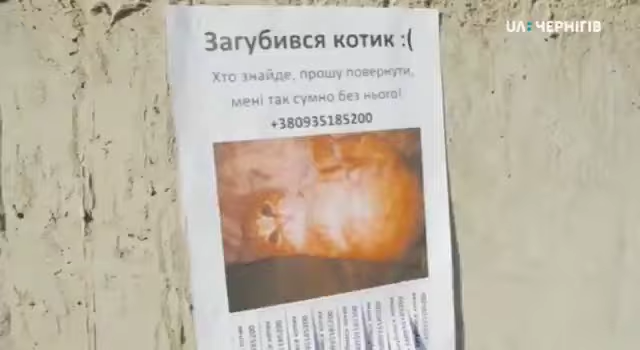 UA:ЧЕРНІГІВ
Загубився котик :(
Хто знайде, прошу повернути,
мені так сумно без нього!
+380935185200